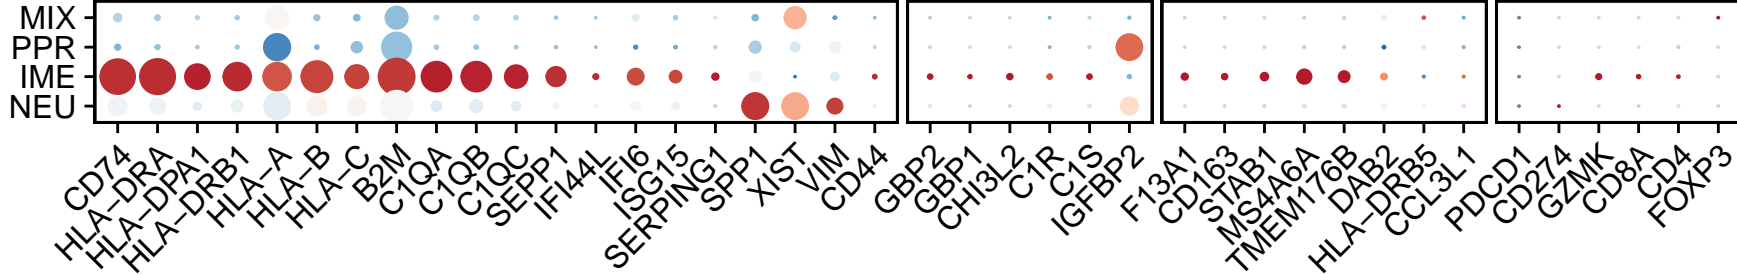 MIX
PPR
IME
NEU
CD74
HLA−DRA
HLA−DPA1
HLA−DRB1
HLA−A
HLA−B
HLA−C
B2M
C1QA
C1QB
C1QC
SEPP1
IFI44L
IFI6
ISG15
SERPING1
SPP1
XIST
VIM
CD44
GBP2
GBP1
CHI3L2
C1R
C1S
IGFBP2
F13A1
CD163
STAB1
MS4A6A
TMEM176B
DAB2
HLA−DRB5
CCL3L1
PDCD1
CD274
GZMK
CD8A
CD4
FOXP3